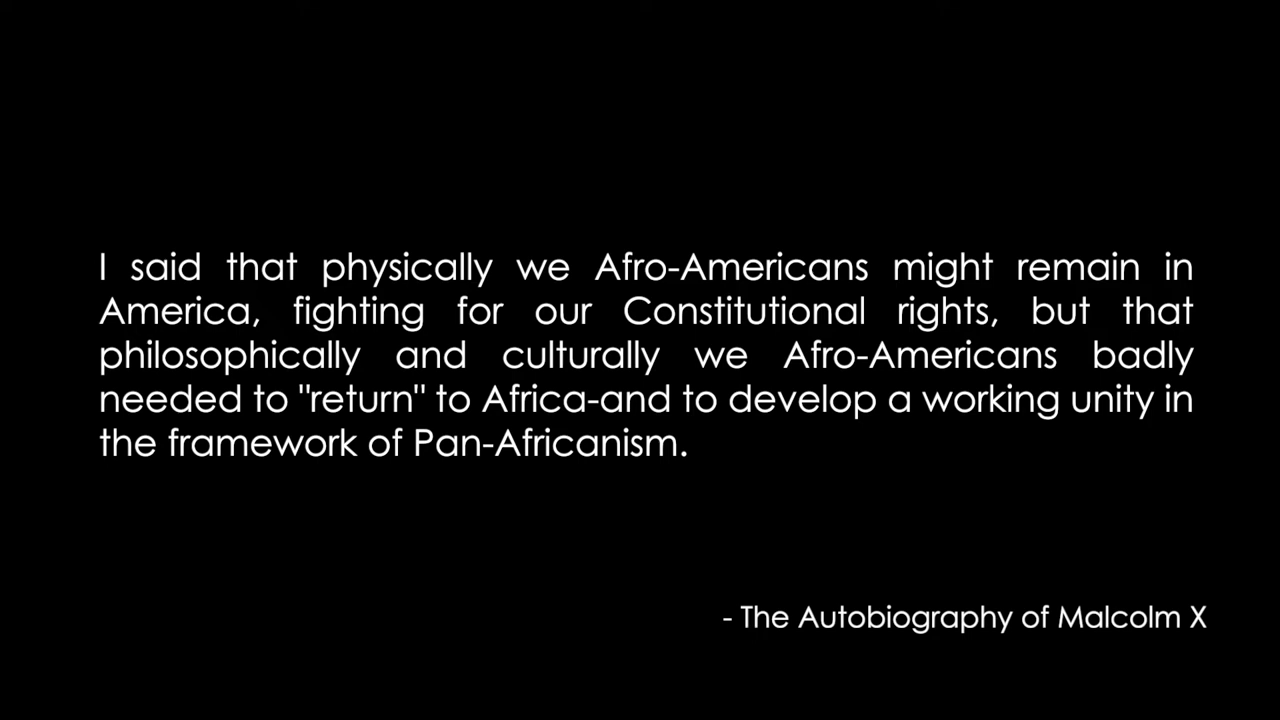 I said that physically we Afro-Americans might remain in
America, fighting for our Constitutional rights, but that
philosophically and culturally we Afro-Americans badly
needed to "return" to Africa-and to develop a working unity in
the framework of Pan-Africanism.
- The Autobiography of Malcolm X